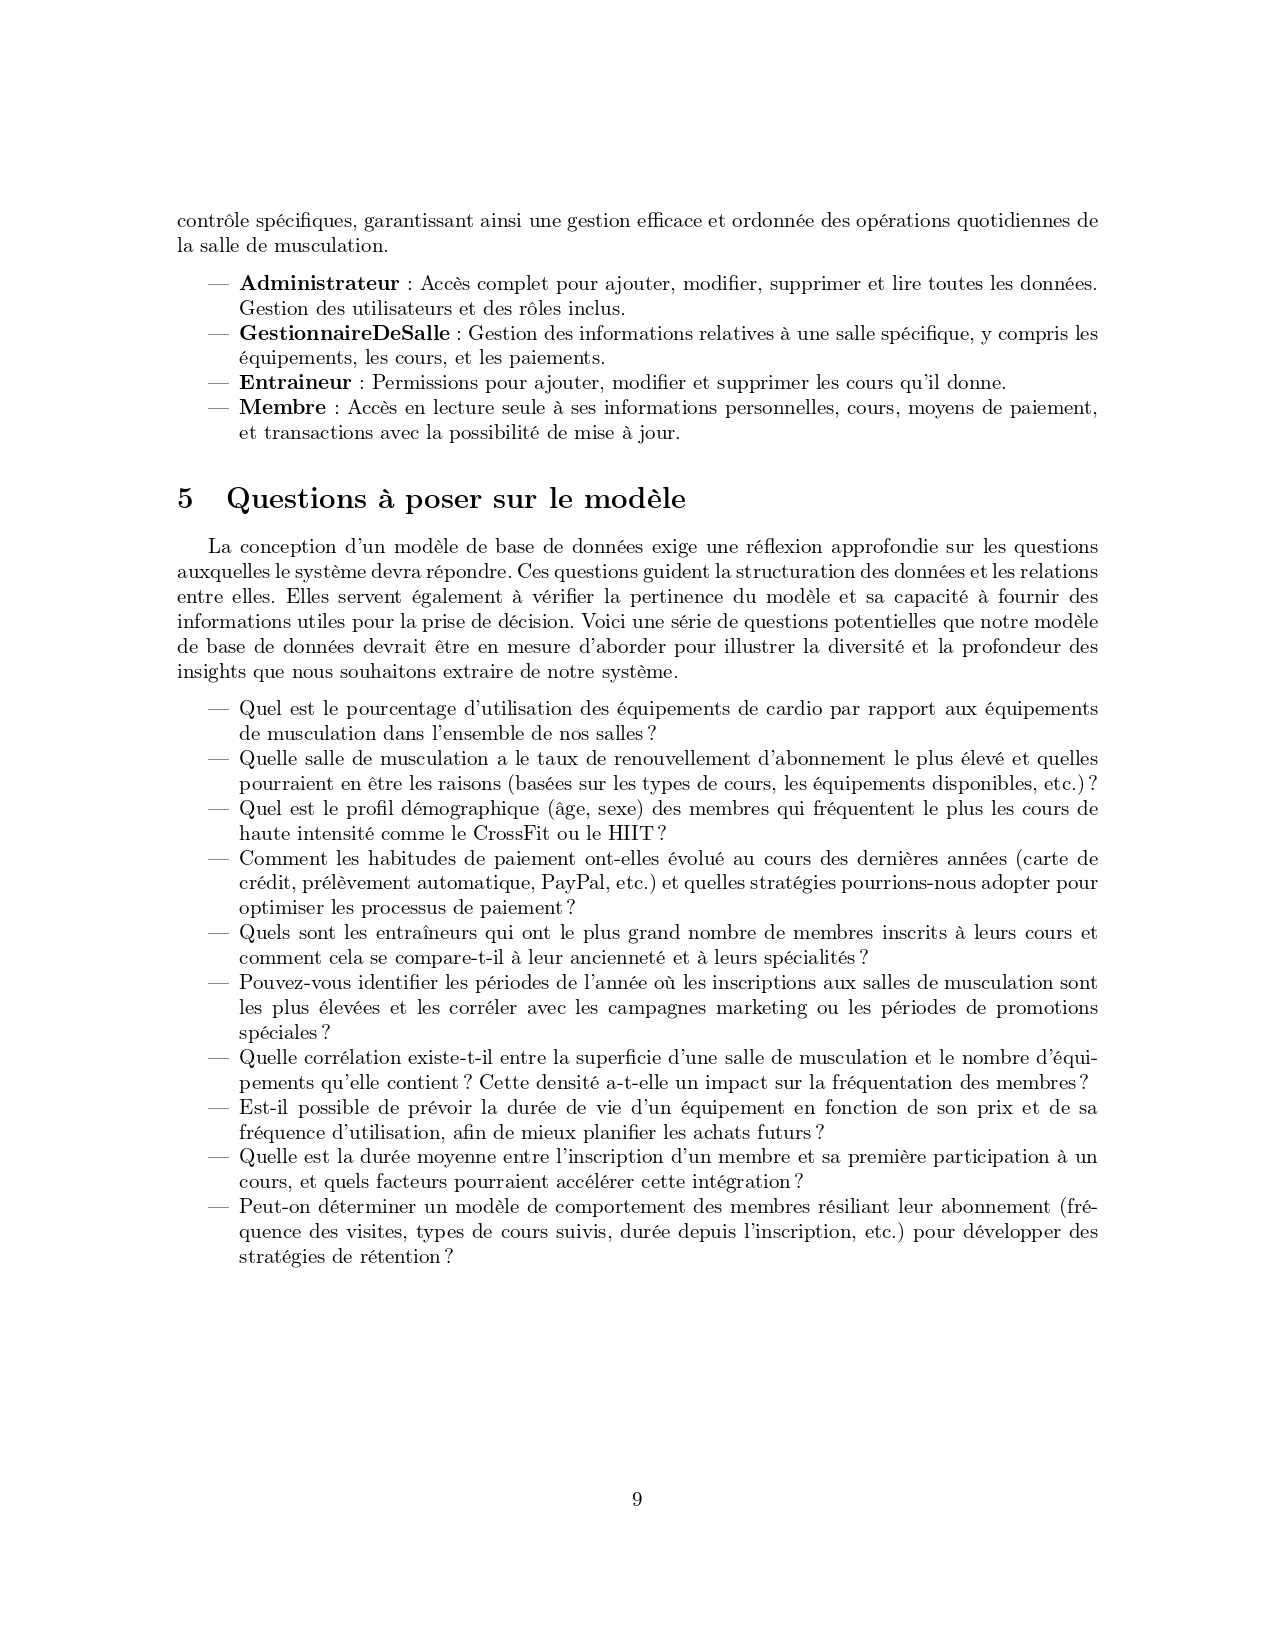 contrôle spécifiques, garantissant ainsi une gestion efficace et ordonnée des opérations quotidiennes de
la salle de musculation.
— Administrateur : Accès complet pour ajouter, modifier, supprimer et lire toutes les données.
Gestion des utilisateurs et des rôles inclus.
— GestionnaireDeSalle : Gestion des informations relatives à une salle spécifique, y compris les
équipements, les cours, et les paiements.
— Entraineur : Permissions pour ajouter, modifier et supprimer les cours qu'il donne.
— Membre : Accès en lecture seule à ses informations personnelles, cours, moyens de paiement,
et transactions avec la possibilité de mise à jour.
5 Questions à poser sur le modèle
La conception d'un modèle de base de données exige une réflexion approfondie sur les questions
auxquelles le système devra répondre. Ces questions guident la structuration des données et les relations
entre elles. Elles servent également à vérifier la pertinence du modèle et sa capacité à fournir des
informations utiles pour la prise de décision. Voici une série de questions potentielles que notre modèle
de base de données devrait être en mesure d'aborder pour illustrer la diversité et la profondeur des
insights que nous souhaitons extraire de notre système.
— Quel est le pourcentage d'utilisation des équipements de cardio par rapport aux équipements
de musculation dans l'ensemble de nos salles ?
— Quelle salle de musculation a le taux de renouvellement d'abonnement le plus élevé et quelles
pourraient en être les raisons (basées sur les types de cours, les équipements disponibles, etc.) ?
— Quel est le profil démographique (âge, sexe) des membres qui fréquentent le plus les cours de
haute intensité comme le CrossFit ou le HIIT ?
— Comment les habitudes de paiement ont-elles évolué au cours des dernières années (carte de
crédit, prélèvement automatique, PayPal, etc.) et quelles stratégies pourrions-nous adopter pour
optimiser les processus de paiement ?
— Quels sont les entraîneurs qui ont le plus grand nombre de membres inscrits à leurs cours et
comment cela se compare-t-il à leur ancienneté et à leurs spécialités ?
— Pouvez-vous identifier les périodes de l'année où les inscriptions aux salles de musculation sont
les plus élevées et les corréler avec les campagnes marketing ou les périodes de promotions
spéciales ?
— Quelle corrélation existe-t-il entre la superficie d'une salle de musculation et le nombre d'équi-
pements qu'elle contient ? Cette densité a-t-elle un impact sur la fréquentation des membres ?
— Est-il possible de prévoir la durée de vie d'un équipement en fonction de son prix et de sa
fréquence d'utilisation, afin de mieux planifier les achats futurs ?
— Quelle est la durée moyenne entre l'inscription d'un membre et sa première participation à un
cours, et quels facteurs pourraient accélérer cette intégration ?
— Peut-on déterminer un modèle de comportement des membres résiliant leur abonnement (fré-
quence des visites, types de cours suivis, durée depuis l'inscription, etc.) pour développer des
stratégies de rétention ?
9